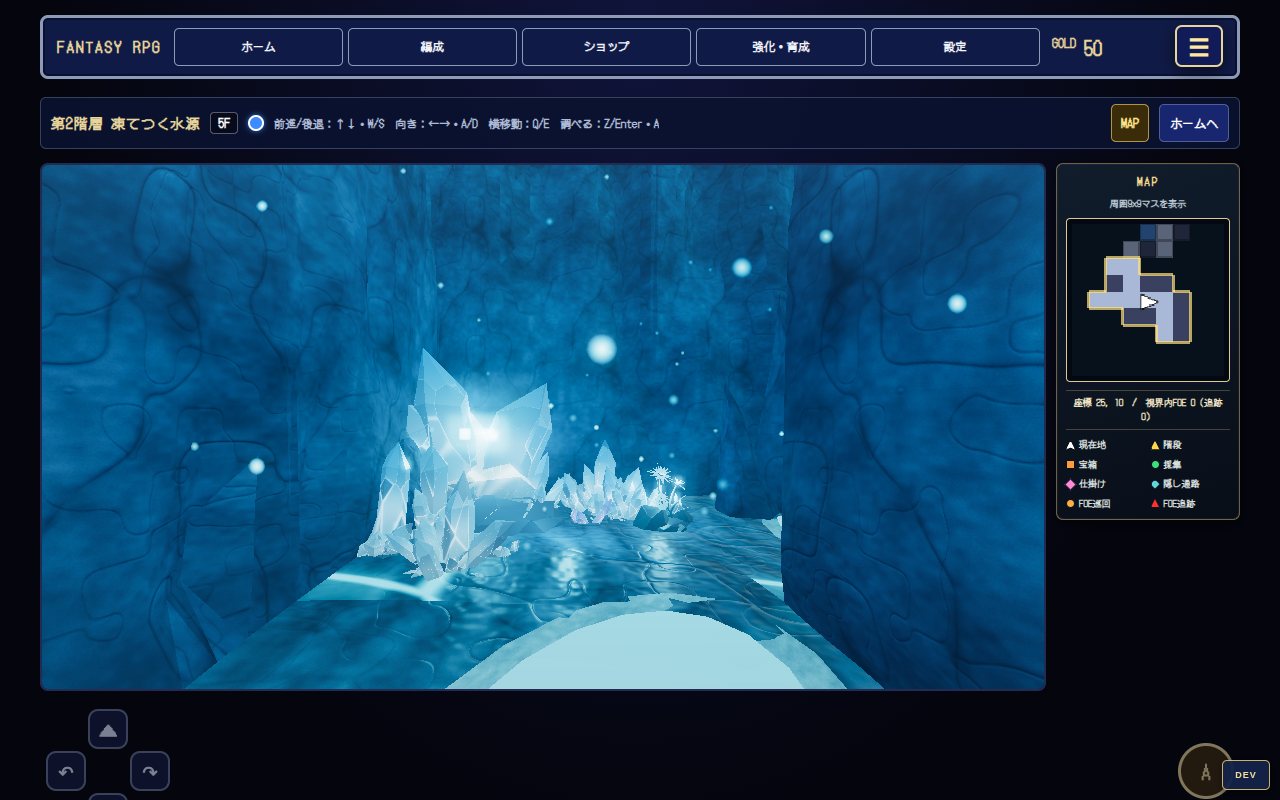 FANTASY RPG
ホーム
編成
ショップ
強化・育成
設定
GOLD 50
第2階層 凍てつく水源
5F
前進/後退：↑↓・W/S 向き：←→・A/D 横移動：Q/E 調べる：Z/Enter・A
MAP
ホームへ
MAP
周囲9x9マスを表示
座標 25, 10 / 視界内FOE 0（追跡
0）
現在地
階段
宝箱
採集
仕掛け
隠し通路
FOE巡回
FOE追跡
A
DEV